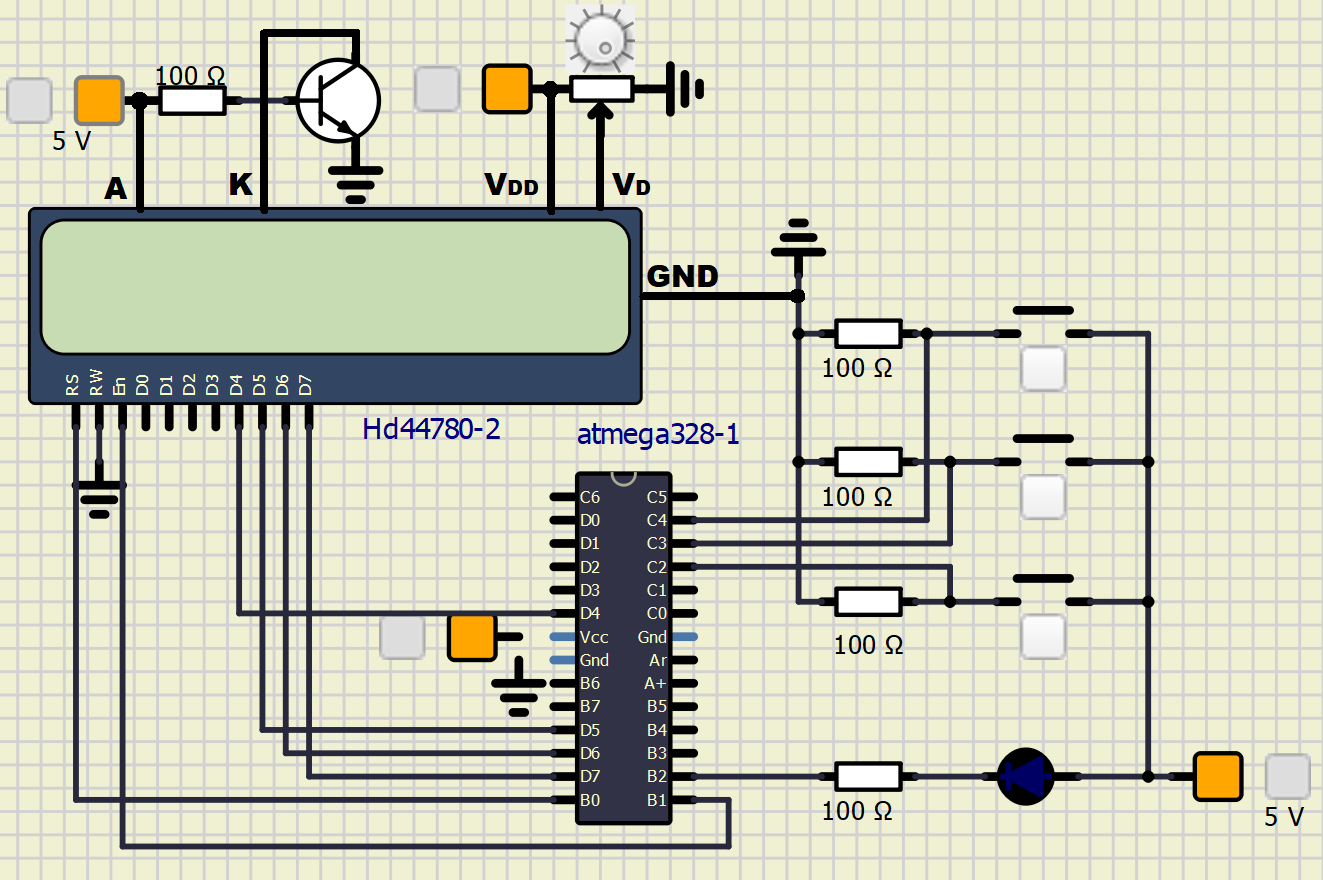 100 Ω
5 V
A
K
VDD
VD
GND
RS RW En D0 D1 D2 D3 D4 D5 D6 D7
Hd44780-2
atmega328-1
100 Ω
100 Ω
100 Ω
C6 C5
D0 C4
D1 C3
D2 C2
D3 C1
D4 C0
Vcc Gnd
Gnd Ar
B6 A+
B7 B5
D5 B4
D6 B3
D7 B2
B0 B1
100 Ω
5 V